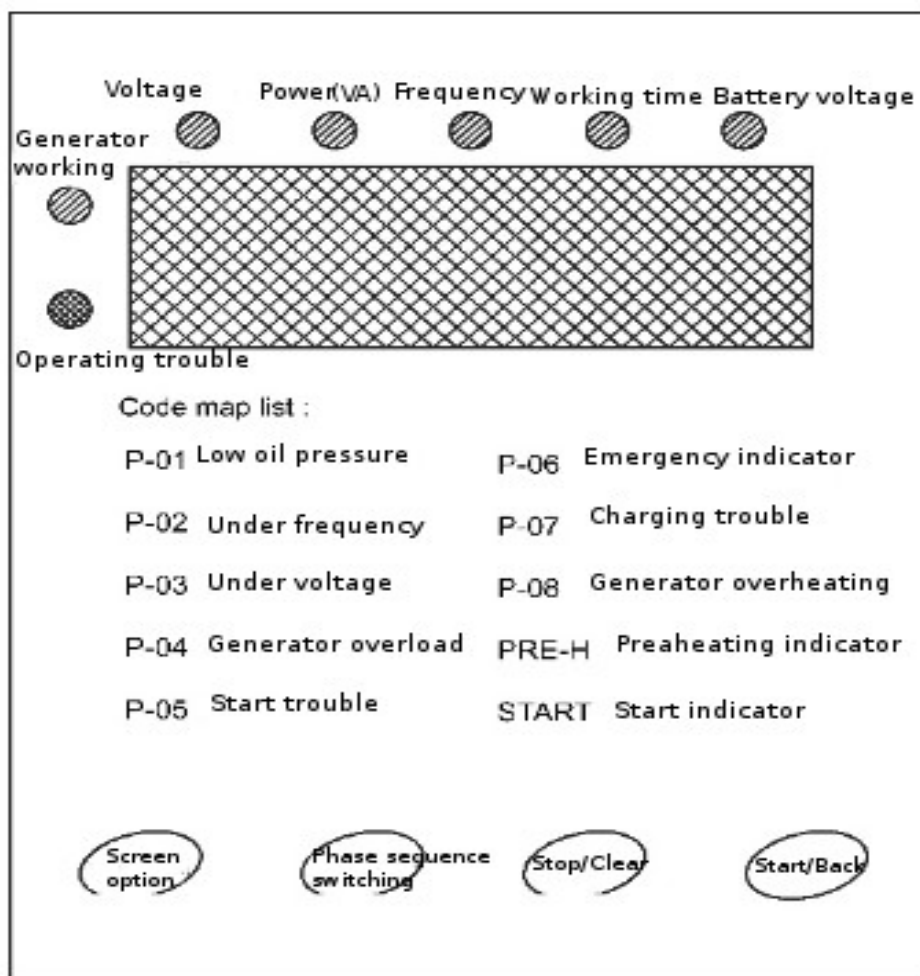 Voltage Power(VA) Frequency Working time Battery voltage
Generator
working
Operating trouble
Code map list :
P-01 Low oil pressure
P-02 Under frequency
P-03 Under voltage
P-04 Generator overload
P-05 Start trouble
P-06 Emergency indicator
P-07 Charging trouble
P-08 Generator overheating
PRE-H Preaheating indicator
START Start indicator
Screen
option
Phase sequence
switching
Stop/Clear
Start/Back